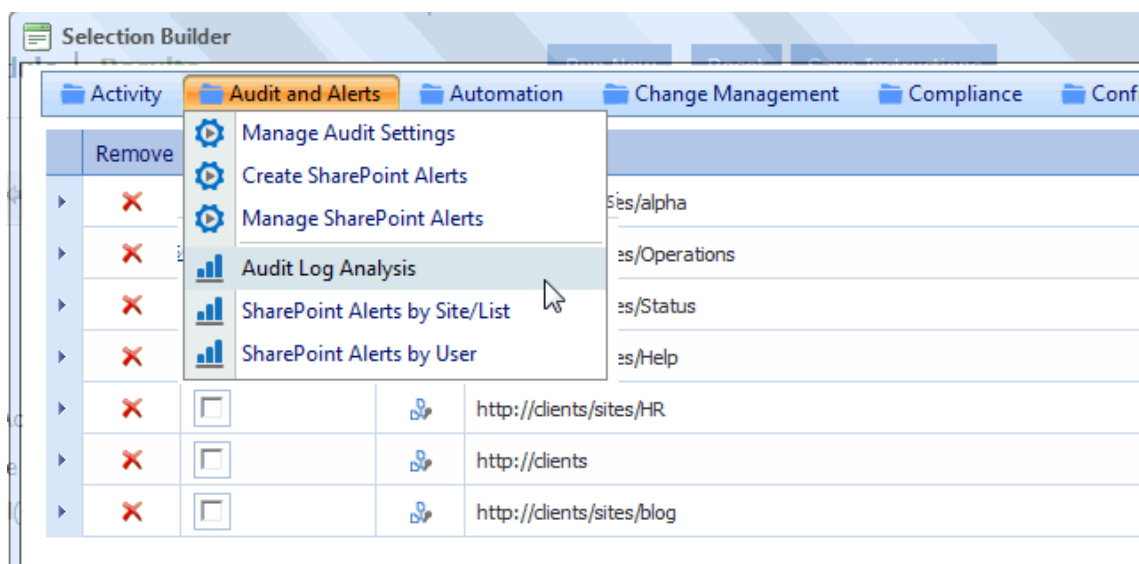 Selection Builder
Activity Audit and Alerts Automation Change Management Compliance Conf
Remove
Manage Audit Settings
Create SharePoint Alerts
Manage SharePoint Alerts
Audit Log Analysis
SharePoint Alerts by Site/List
SharePoint Alerts by User
es/alpha
es/Operations
es/Status
es/Help
http://clients/sites/HR
http://clients
http://clients/sites/blog